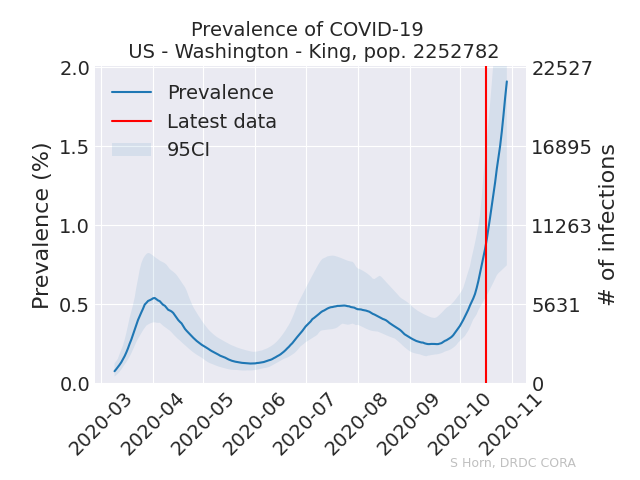 Prevalence of COVID-19
US - Washington - King, pop. 2252782
Prevalence
Latest data
95CI
Prevalence (%)
2.0
1.5
1.0
0.5
0.0
22527
16895
11263
5631
0
# of infections
2020-03
2020-04
2020-05
2020-06
2020-07
2020-08
2020-09
2020-10
2020-11
S Horn, DRDC CORA